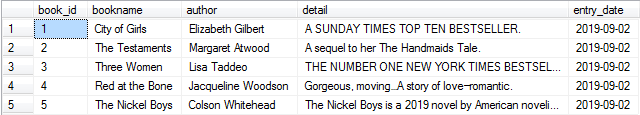 book_id bookname author detail entry_date
1 1 City of Girls Elizabeth Gilbert A SUNDAY TIMES TOP TEN BESTSELLER. 2019-09-02
2 2 The Testaments Margaret Atwood A sequel to her The Handmaids Tale. 2019-09-02
3 3 Three Women Lisa Taddeo THE NUMBER ONE NEW YORK TIMES BESTSEL... 2019-09-02
4 4 Red at the Bone Jacqueline Woodson Gorgeous, moving...A story of love-romantic. 2019-09-02
5 5 The Nickel Boys Colson Whitehead The Nickel Boys is a 2019 novel by American noveli... 2019-09-02